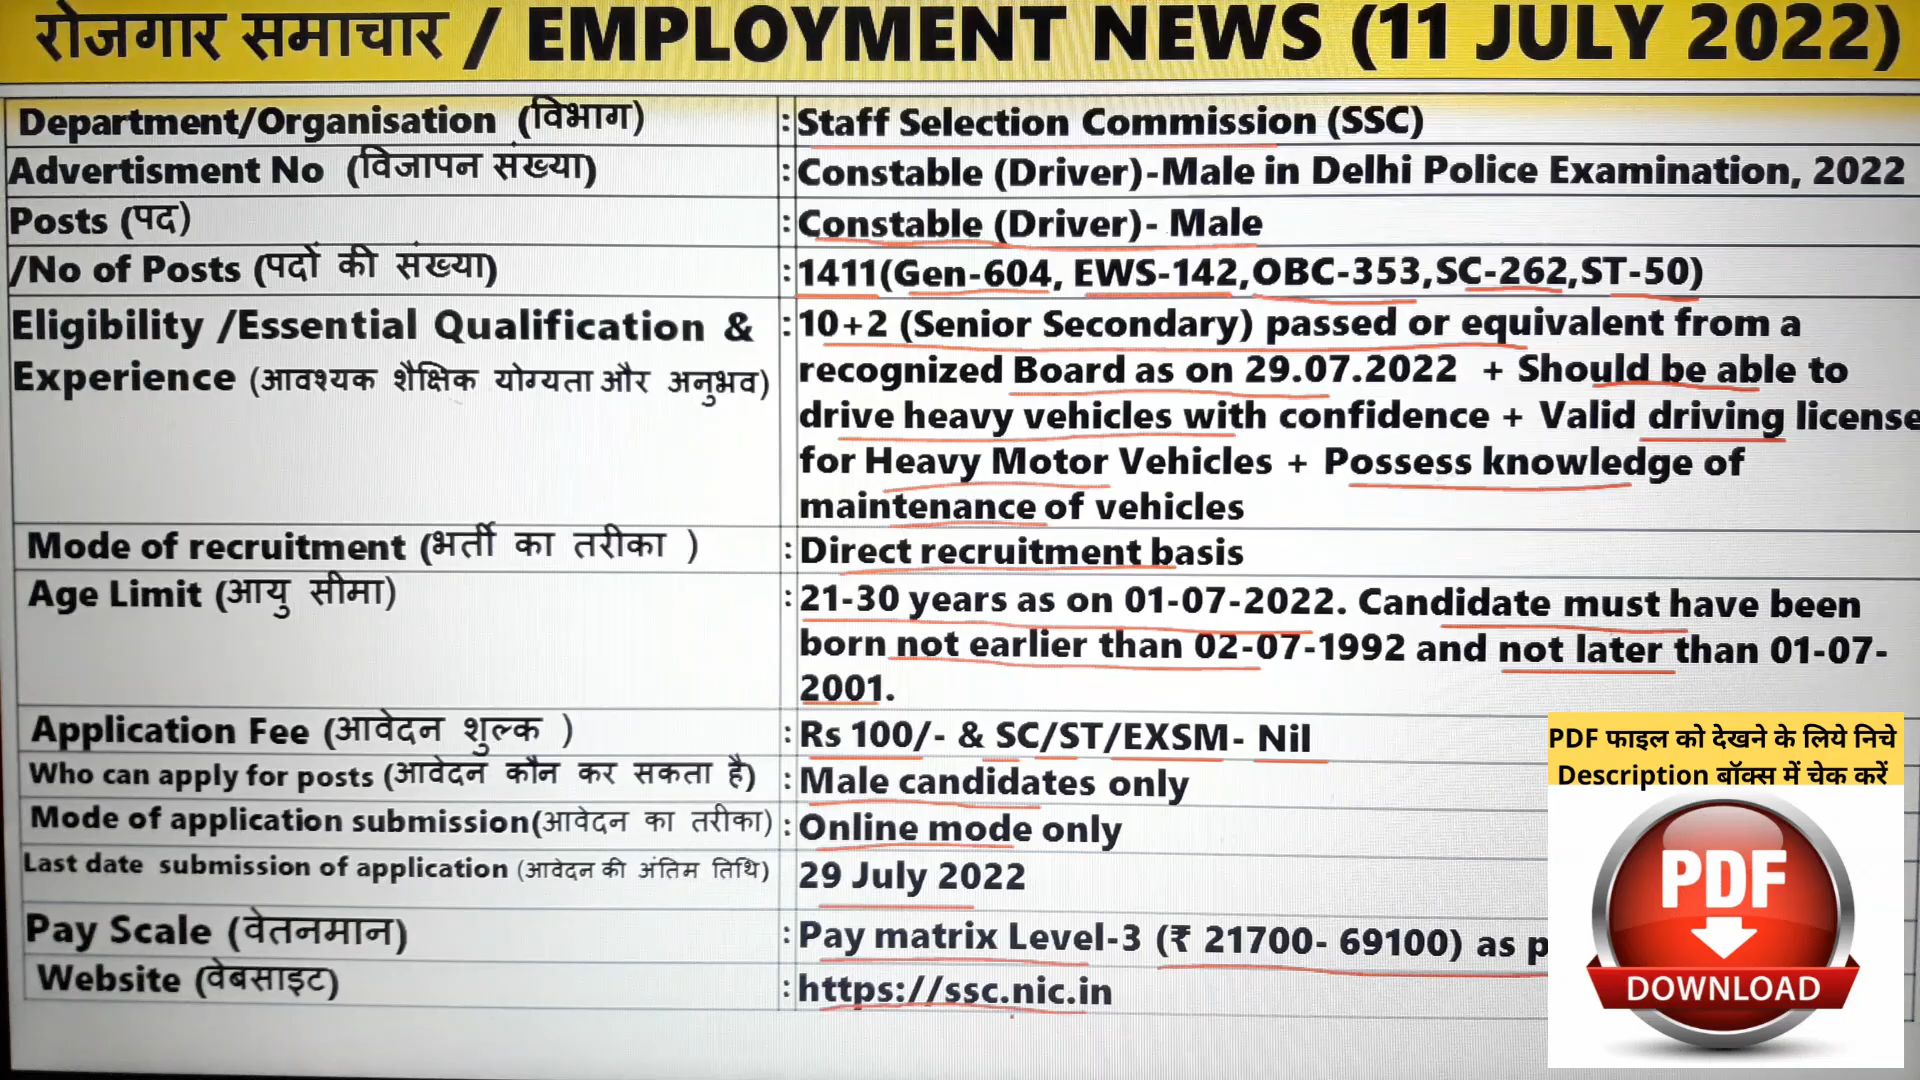 रोजगार समाचार / EMPLOYMENT NEWS (11 JULY 2022)
Department/Organisation (विभाग) : Staff Selection Commission (SSC)
Advertisment No (विजापन संख्या) : Constable (Driver)-Male in Delhi Police Examination, 2022
Posts (पद) : Constable (Driver)- Male
/No of Posts (पदों की संख्या) : 1411(Gen-604, EWS-142,OBC-353,SC-262,ST-50)
Eligibility /Essential Qualification & : 10+2 (Senior Secondary) passed or equivalent from a
Experience (आवश्यक शैक्षिक योग्यता और अनुभव) recognized Board as on 29.07.2022 + Should be able to
drive heavy vehicles with confidence + Valid driving license
for Heavy Motor Vehicles + Possess knowledge of
maintenance of vehicles
Mode of recruitment (भर्ती का तरीका ) : Direct recruitment basis
Age Limit (आयु सीमा) : 21-30 years as on 01-07-2022. Candidate must have been
born not earlier than 02-07-1992 and not later than 01-07-
2001.
Application Fee (आवेदन शुल्क ) : Rs 100/- & SC/ST/EXSM- Nil
Who can apply for posts (आवेदन कौन कर सकता है) : Male candidates only
Mode of application submission(आवेदन का तरीका) : Online mode only
Last date submission of application (आवेदन की अंतिम तिथि) 29 July 2022
Pay Scale (वेतनमान) : Pay matrix Level-3 (₹ 21700- 69100) as p
Website (वेबसाइट) : https://ssc.nic.in
PDF फाइल को देखने के लिये निचे
Description बॉक्स में चेक करें
PDF
DOWNLOAD